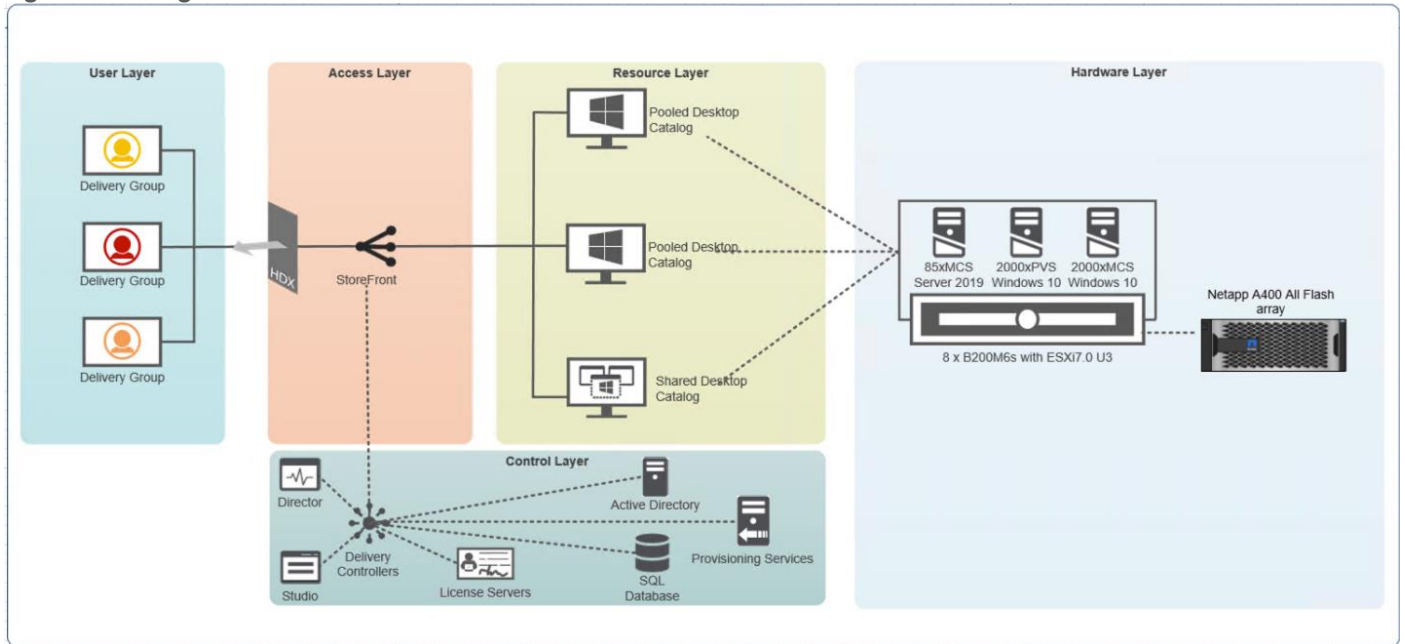 User Layer
Delivery Group
Delivery Group
Delivery Group
Access Layer
HDX
StoreFront
Resource Layer
Pooled Desktop
Catalog
Pooled Desktop
Catalog
Shared Desktop
Catalog
Hardware Layer
85xMCS
Server 2019
2000xPVS
Windows 10
2000xMCS
Windows 10
8 x B200M6s with ESXi7.0 U3
Netapp A400 All Flash
array
Control Layer
Director
Studio
Delivery
Controllers
License Servers
Active Directory
SQL
Database
Provisioning Services